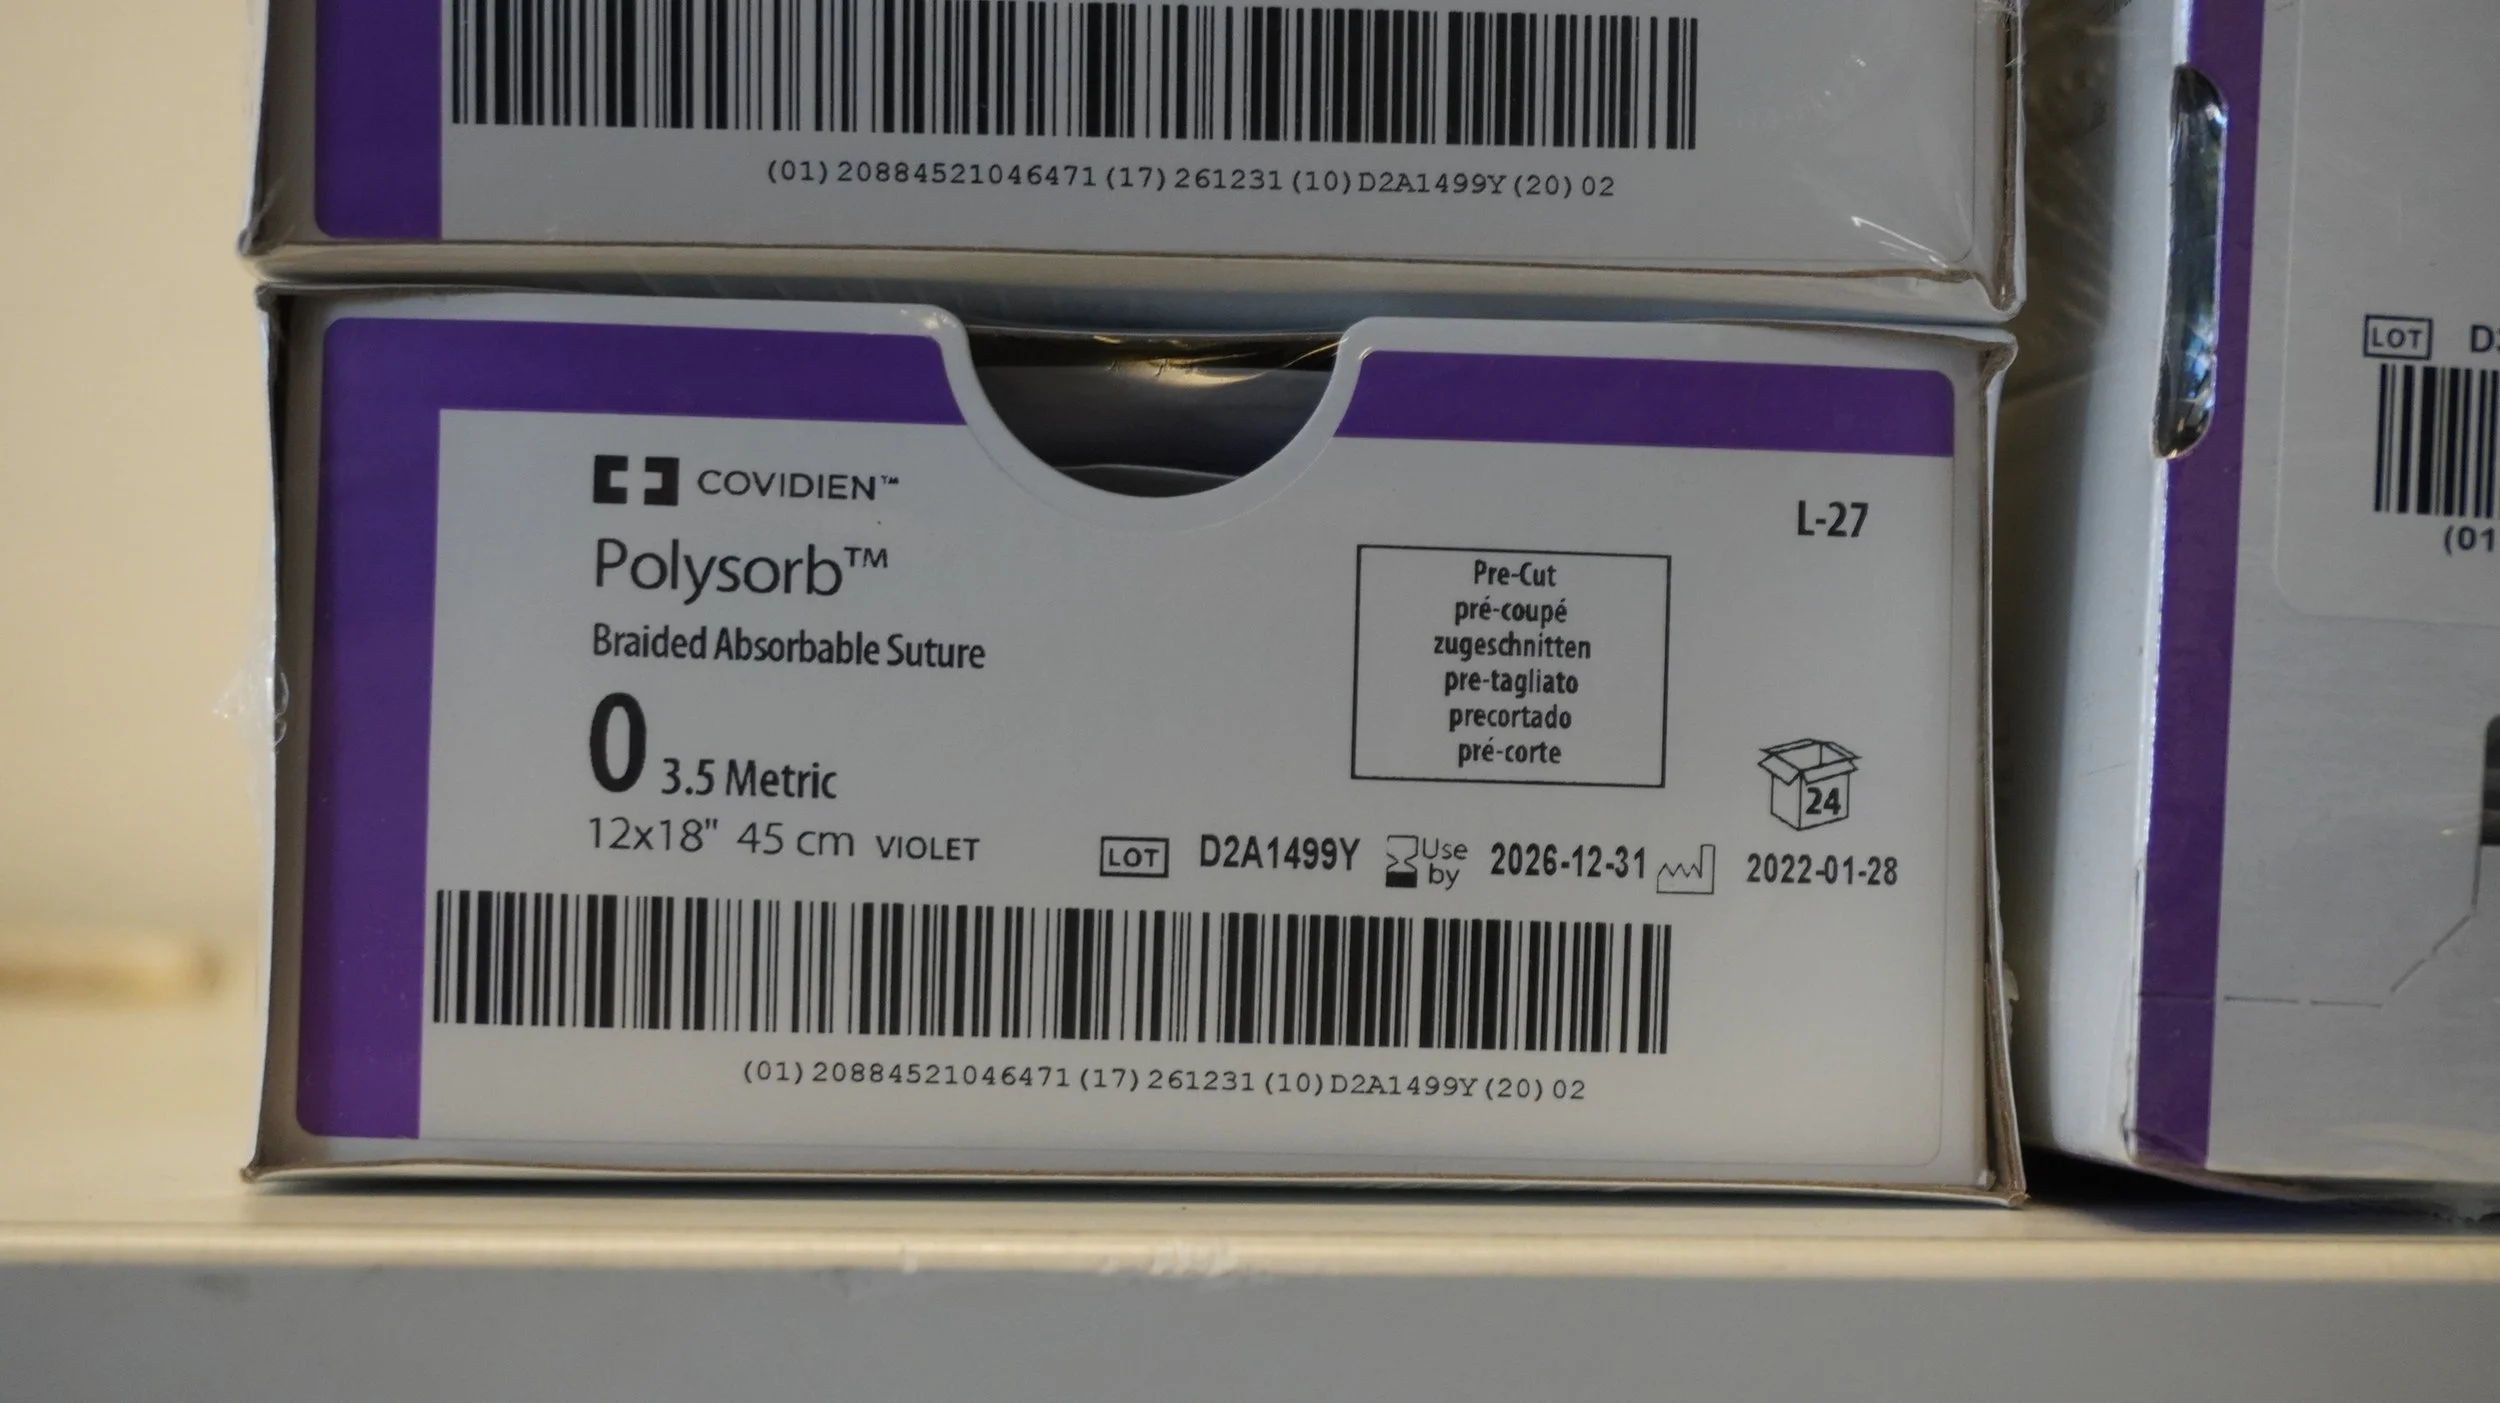 (01)20884521046471(17)261231(10)D2A1499Y(20)02
COVIDIEN™
Polysorb™
Braided Absorbable Suture
0 3.5 Metric
12x18" 45 cm VIOLET
L-27
Pre-Cut
pré-coupé
zugeschnitten
pre-tagliato
precortado
pré-corte
24
LOT D2A1499Y Use by 2026-12-31 2022-01-28
(01)20884521046471(17)261231(10)D2A1499Y(20)02
LOT
(01